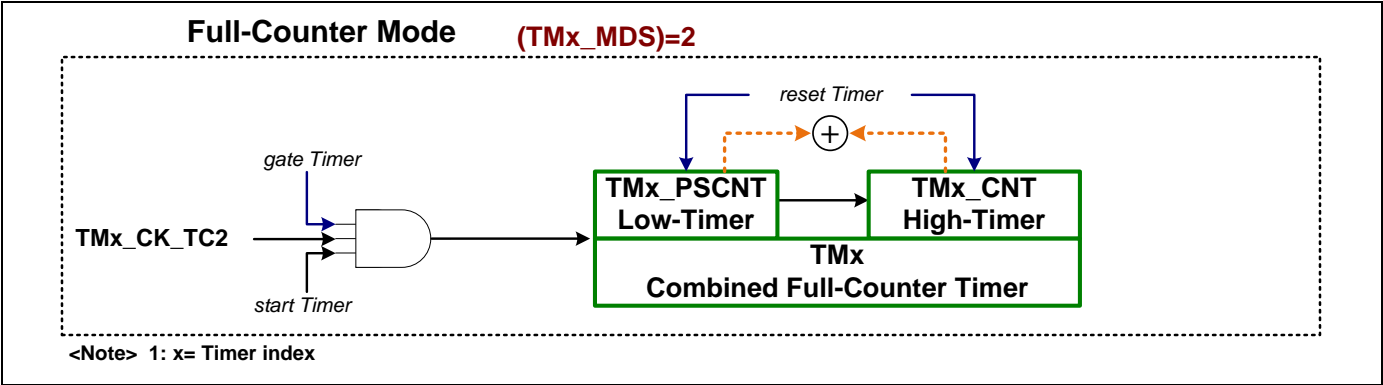 Full-Counter Mode (TMx_MDS)=2
reset Timer
+
gate Timer
TMx_PSCNT
Low-Timer
TMx_CNT
High-Timer
TMx_CK_TC2
TMx
Combined Full-Counter Timer
start Timer
<Note> 1: x= Timer index